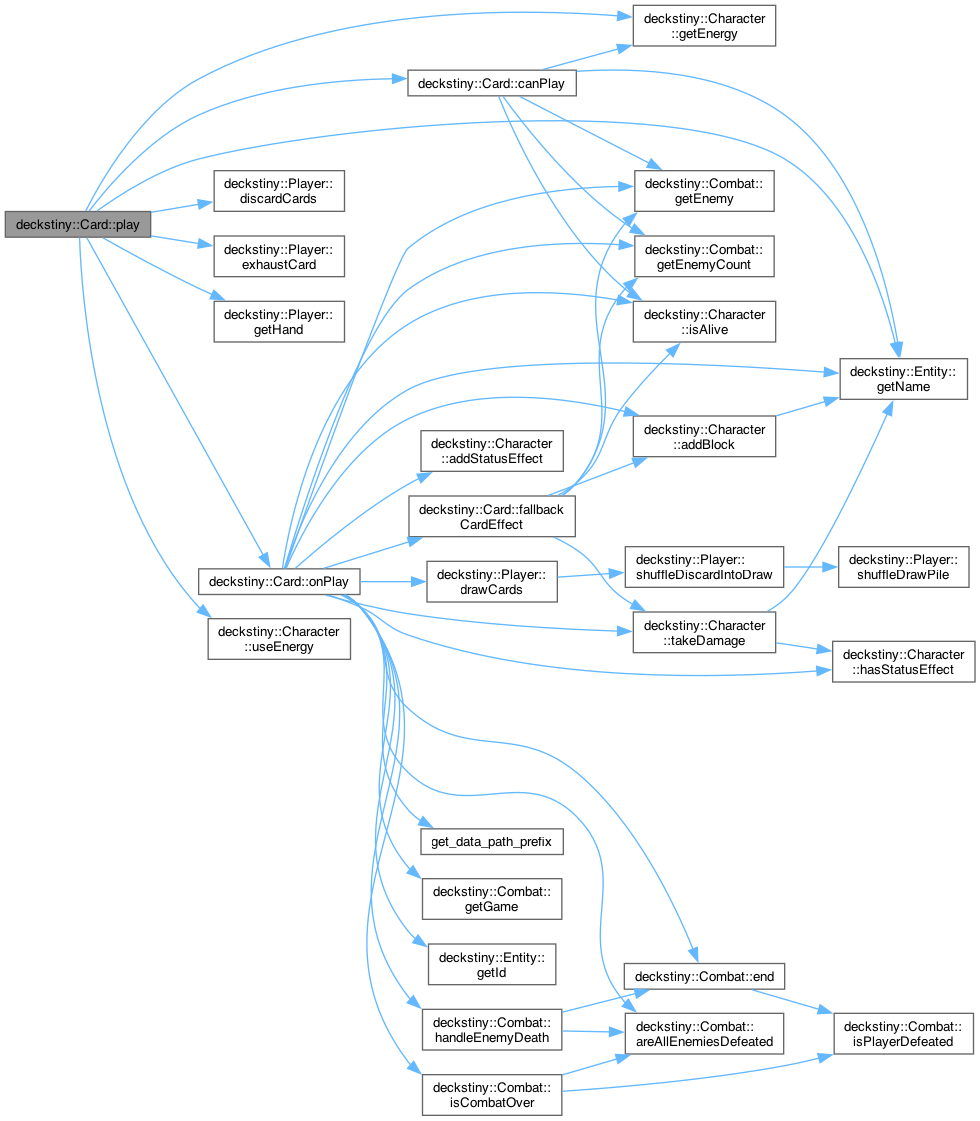 deckstiny::Character
::getEnergy
deckstiny::Card::canPlay
deckstiny::Player::
discardCards
deckstiny::Combat::
getEnemy
deckstiny::Card::play
deckstiny::Player::
exhaustCard
deckstiny::Combat::
getEnemyCount
deckstiny::Player::
getHand
deckstiny::Character
::isAlive
deckstiny::Entity::
getName
deckstiny::Character
::addBlock
deckstiny::Character
::addStatusEffect
deckstiny::Card::fallback
CardEffect
deckstiny::Player::
shuffleDiscardIntoDraw
deckstiny::Player::
shuffleDrawPile
deckstiny::Card::onPlay
deckstiny::Player::
drawCards
deckstiny::Character
::useEnergy
deckstiny::Character
::takeDamage
deckstiny::Character
::hasStatusEffect
get_data_path_prefix
deckstiny::Combat::
getGame
deckstiny::Entity::
getId
deckstiny::Combat::end
deckstiny::Combat::
handleEnemyDeath
deckstiny::Combat::
areAllEnemiesDefeated
deckstiny::Combat::
isPlayerDefeated
deckstiny::Combat::
isCombatOver